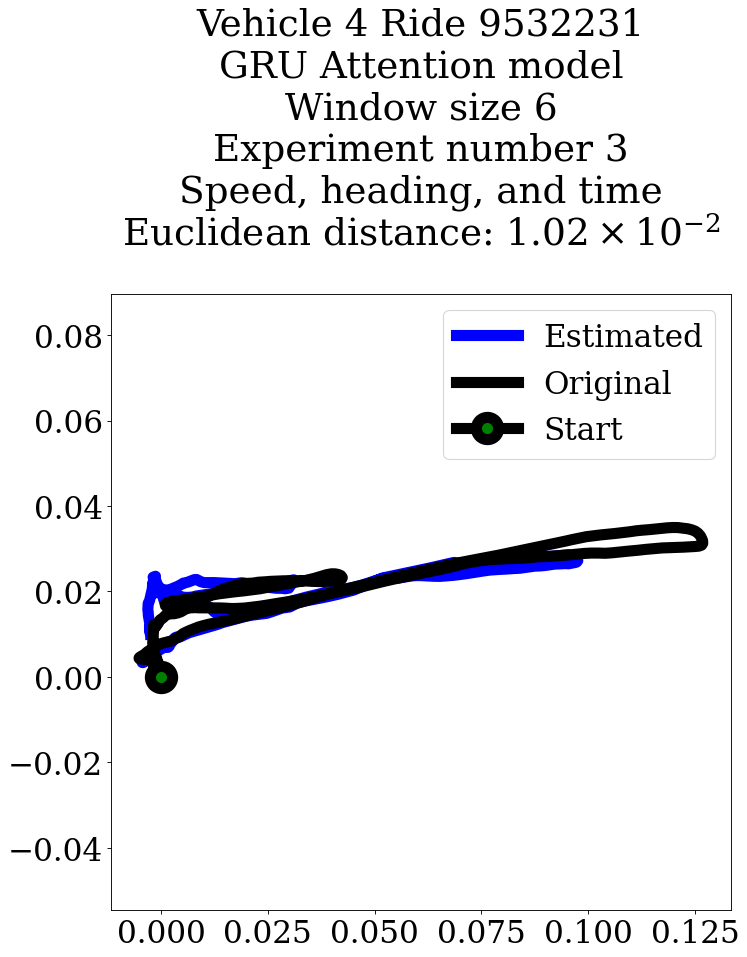 Vehicle 4 Ride 9532231
GRU Attention model
Window size 6
Experiment number 3
Speed, heading, and time
Euclidean distance: 1.02 × 10⁻²
Estimated
Original
Start
0.08
0.06
0.04
0.02
0.00
−0.02
−0.04
0.000 0.025 0.050 0.075 0.100 0.125